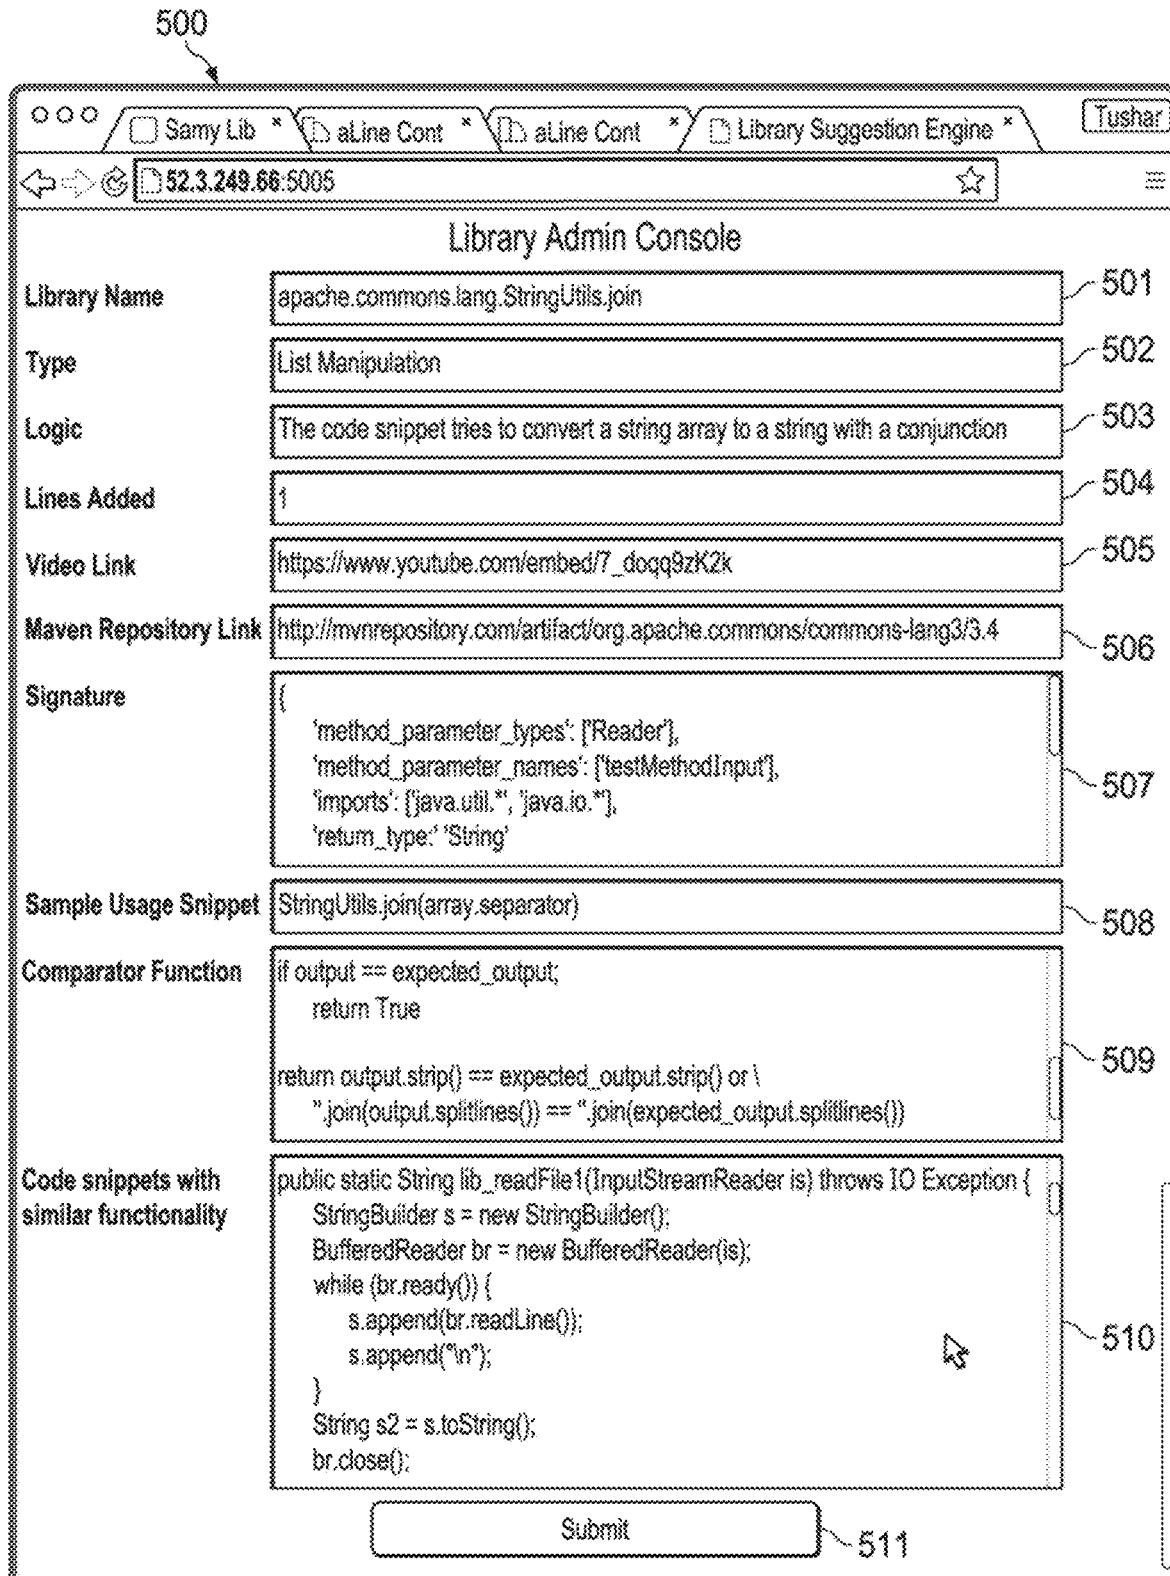 500
Samy Lib × aLine Cont × aLine Cont × Library Suggestion Engine × Tushar
52.3.249.66:5005
Library Admin Console
Library Name apache.commons.lang.StringUtils.join 501
Type List Manipulation 502
Logic The code snippet tries to convert a string array to a string with a conjunction 503
Lines Added 1 504
Video Link https://www.youtube.com/embed/7_doqq9zK2k 505
Maven Repository Link http://mvnrepository.com/artifact/org.apache.commons/commons-lang3/3.4 506
Signature {
'method_parameter_types': ['Reader'],
'method_parameter_names': ['testMethodInput'],
'imports': ['java.util.*', 'java.io.*'],
'return_type:' 'String'
507
Sample Usage Snippet StringUtils.join(array.separator) 508
Comparator Function if output == expected_output;
return True
return output.strip() == expected_output.strip() or \
''.join(output.splitlines()) == ''.join(expected_output.splitlines())
509
Code snippets with similar functionality
public static String lib_readFile1(InputStreamReader is) throws IO Exception {
StringBuilder s = new StringBuilder();
BufferedReader br = new BufferedReader(is);
while (br.ready()) {
s.append(br.readLine());
s.append("\n");
}
String s2 = s.toString();
br.close();
510
Submit 511